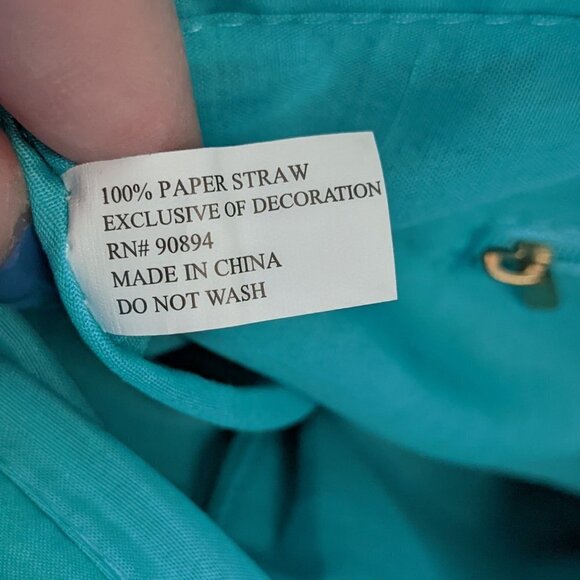 100% PAPER STRAW
EXCLUSIVE OF DECORATION
RN# 90894
MADE IN CHINA
DO NOT WASH